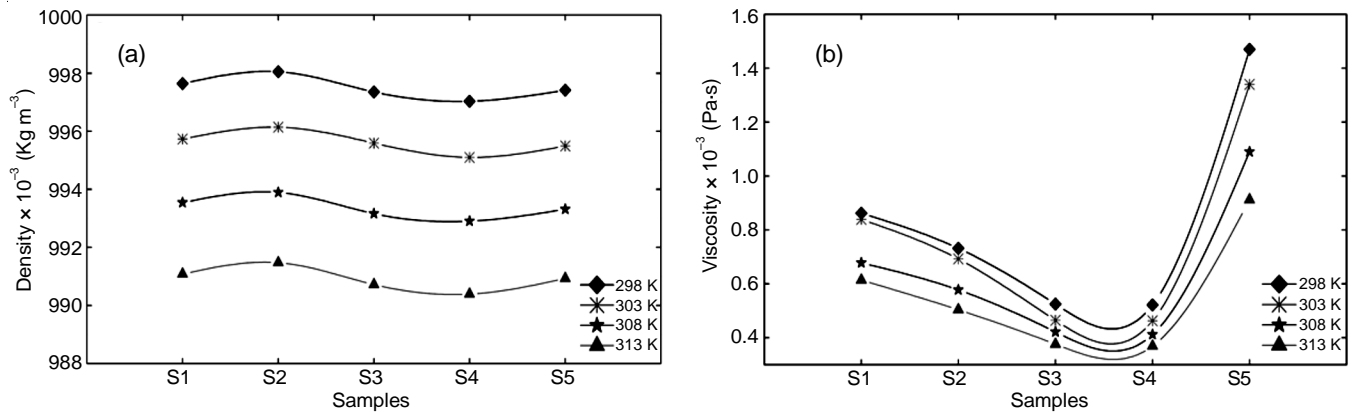 (a)
Density × 10⁻³ (Kg m⁻³)
1000
998
996
994
992
990
988
298 K
303 K
308 K
313 K
S1 S2 S3 S4 S5
Samples
(b)
Viscosity × 10⁻³ (Pa·s)
1.6
1.4
1.2
1.0
0.8
0.6
0.4
298 K
303 K
308 K
313 K
S1 S2 S3 S4 S5
Samples